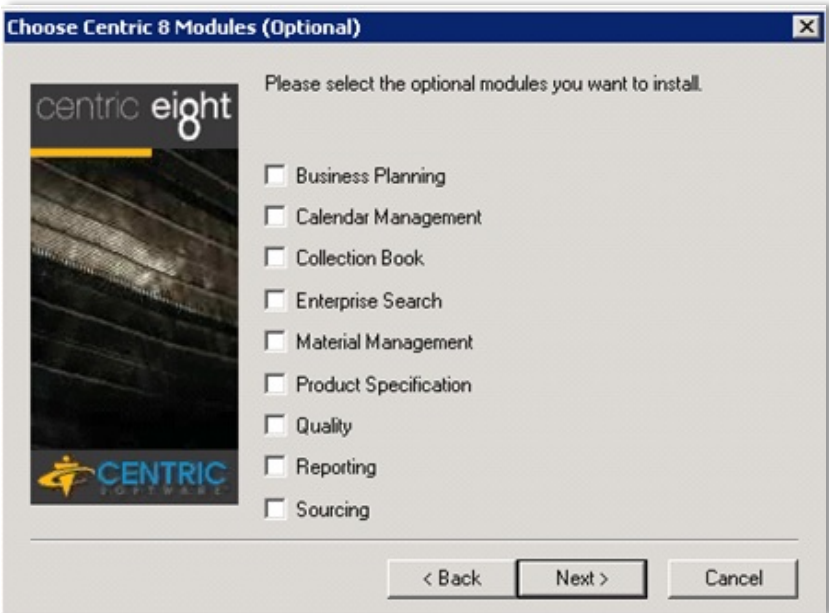 Choose Centric 8 Modules (Optional)
centric eight
Please select the optional modules you want to install.
Business Planning
Calendar Management
Collection Book
Enterprise Search
Material Management
Product Specification
Quality
Reporting
Sourcing
CENTRIC
SOFTWARE
< Back
Next >
Cancel